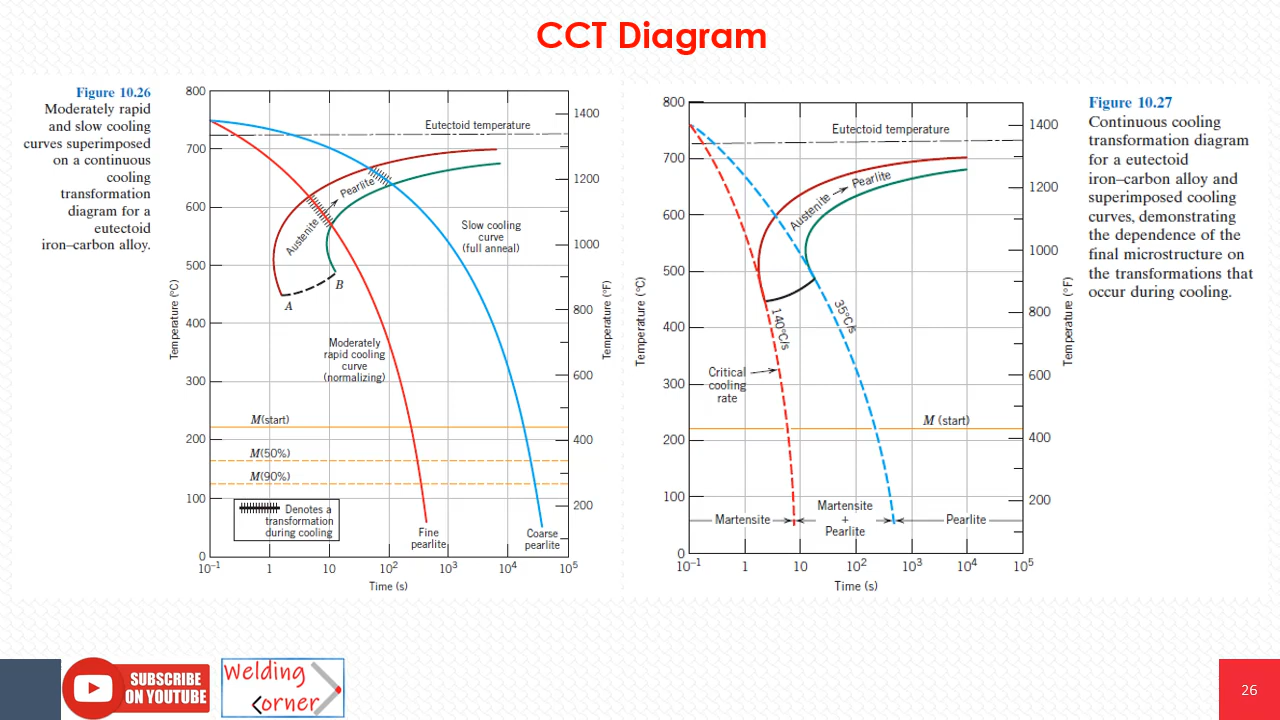 CCT Diagram
Figure 10.26
Moderately rapid
and slow cooling
curves superimposed
on a continuous
cooling
transformation
diagram for a
eutectoid
iron–carbon alloy.
800
700
600
500
400
300
200
100
0
Temperature (°C)
10⁻¹
1
10
10²
10³
10⁴
10⁵
Time (s)
1400
1200
1000
800
600
400
200
Temperature (°F)
Eutectoid temperature
Austenite
Pearlite
A
B
Slow cooling
curve
(full anneal)
Moderately
rapid cooling
curve
(normalizing)
M(start)
M(50%)
M(90%)
Denotes a
transformation
during cooling
Fine
pearlite
Coarse
pearlite
800
700
600
500
400
300
200
100
0
Temperature (°C)
10⁻¹
1
10
10²
10³
10⁴
10⁵
Time (s)
1400
1200
1000
800
600
400
200
Temperature (°F)
Eutectoid temperature
Austenite
Pearlite
140°C/s
35°C/s
Critical
cooling
rate
M (start)
Martensite
Martensite
+
Pearlite
Pearlite
Figure 10.27
Continuous cooling
transformation diagram
for a eutectoid
iron–carbon alloy and
superimposed cooling
curves, demonstrating
the dependence of the
final microstructure on
the transformations that
occur during cooling.
SUBSCRIBE
ON YOUTUBE
Welding
Corner
26